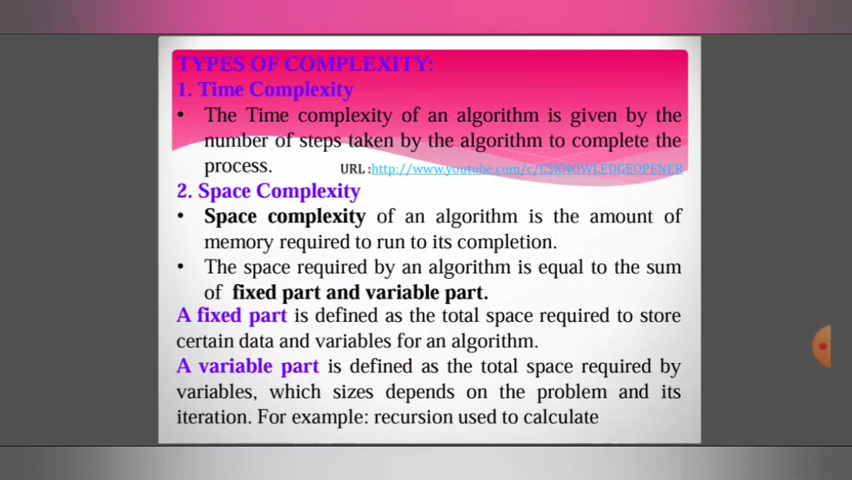 TYPES OF COMPLEXITY:
1. Time Complexity
• The Time complexity of an algorithm is given by the
number of steps taken by the algorithm to complete the
process. URL :http://www.youtube.com/c/CSKNOWLEDGEOPENER
2. Space Complexity
• Space complexity of an algorithm is the amount of
memory required to run to its completion.
• The space required by an algorithm is equal to the sum
of fixed part and variable part.
A fixed part is defined as the total space required to store
certain data and variables for an algorithm.
A variable part is defined as the total space required by
variables, which sizes depends on the problem and its
iteration. For example: recursion used to calculate